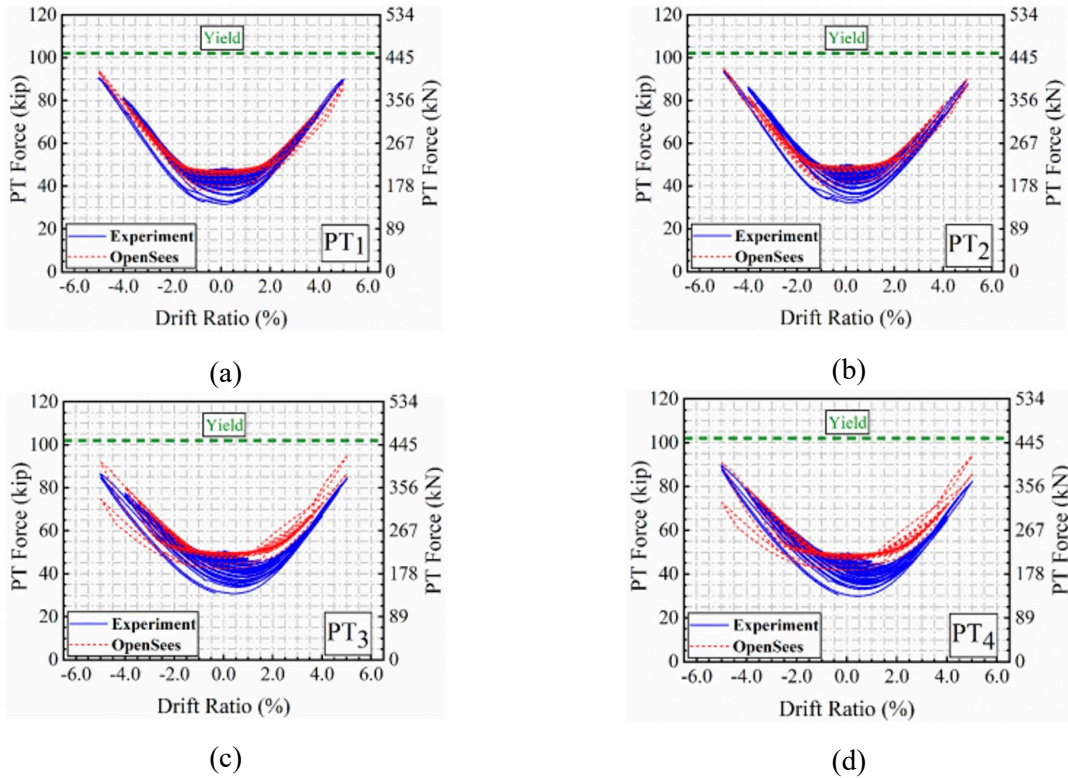 120
100
80
60
40
20
0
PT Force (kip)
534
445
356
267
178
89
0
PT Force (kN)
Yield
Experiment
OpenSees
PT1
-6.0 -4.0 -2.0 0.0 2.0 4.0 6.0
Drift Ratio (%)
(a)
120
100
80
60
40
20
0
PT Force (kip)
534
445
356
267
178
89
0
PT Force (kN)
Yield
Experiment
OpenSees
PT2
-6.0 -4.0 -2.0 0.0 2.0 4.0 6.0
Drift Ratio (%)
(b)
120
100
80
60
40
20
0
PT Force (kip)
534
445
356
267
178
89
0
PT Force (kN)
Yield
Experiment
OpenSees
PT3
-6.0 -4.0 -2.0 0.0 2.0 4.0 6.0
Drift Ratio (%)
(c)
120
100
80
60
40
20
0
PT Force (kip)
534
445
356
267
178
89
0
PT Force (kN)
Yield
Experiment
OpenSees
PT4
-6.0 -4.0 -2.0 0.0 2.0 4.0 6.0
Drift Ratio (%)
(d)